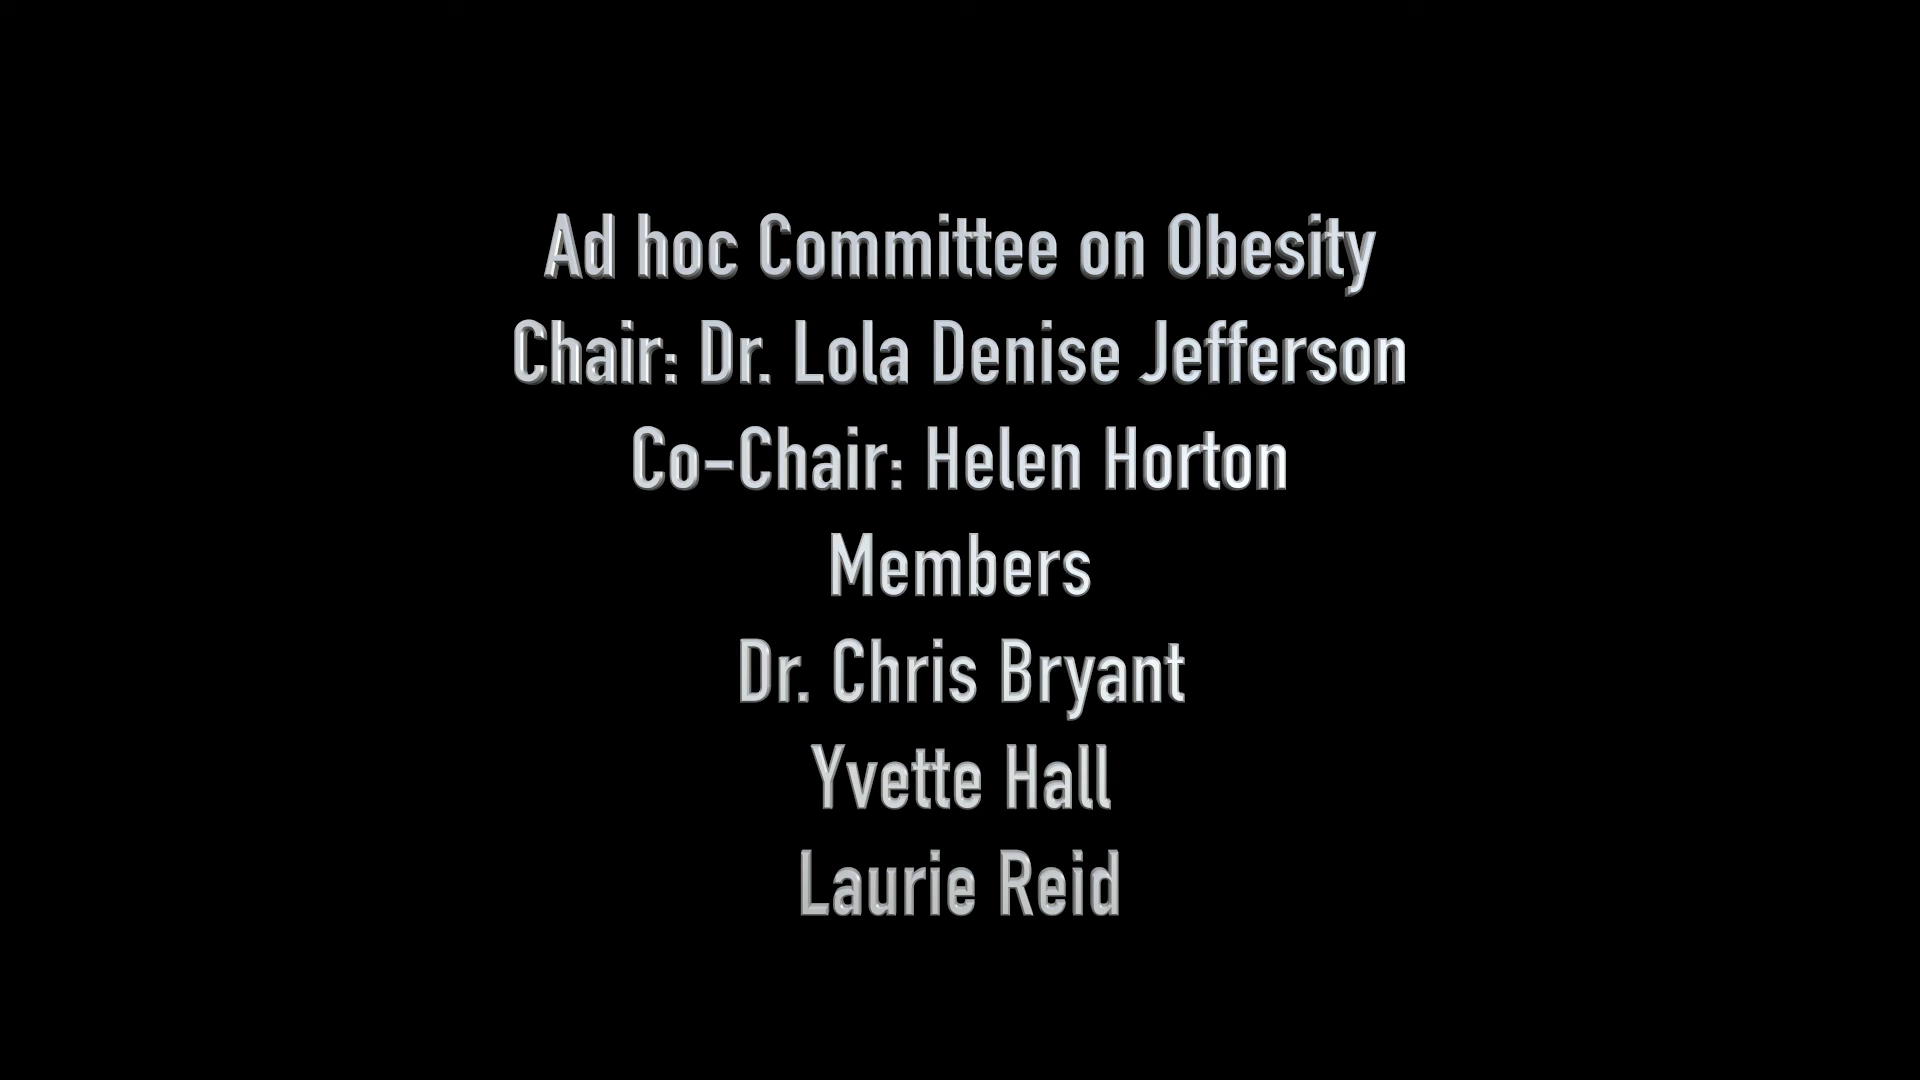 Ad hoc Committee on Obesity
Chair: Dr. Lola Denise Jefferson
Co-Chair: Helen Horton
Members
Dr. Chris Bryant
Yvette Hall
Laurie Reid